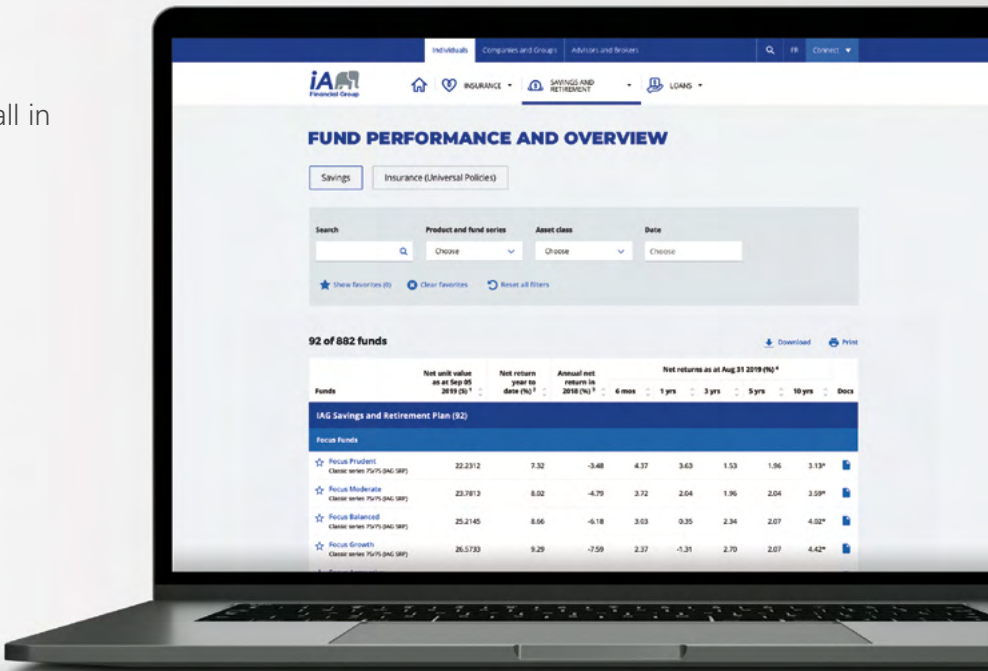 all in
Individuals Companies and Groups Advisors and Brokers FR Connect
iA
Financial Group
INSURANCE SAVINGS AND RETIREMENT LOANS
FUND PERFORMANCE AND OVERVIEW
Savings Insurance (Universal Policies)
Search Product and fund series Asset class Date
Choose Choose Choose
Show favorites (0) Clear favorites Reset all filters
92 of 882 funds Download Print
Net unit value Net return Annual net Net returns as at Aug 31 2019 (%) 4
as at Sep 05 year to return in
Funds 2019 ($) 1 date (%) 2 2018 (%) 3 6 mos 1 yrs 3 yrs 5 yrs 10 yrs Docs
IAG Savings and Retirement Plan (92)
Focus Funds
Focus Prudent 22.2312 7.32 -3.48 4.37 3.63 1.53 1.96 3.13*
Classic series 75/75 (IAG SRP)
Focus Moderate 23.7813 8.02 -4.79 3.72 2.04 1.96 2.04 3.59*
Classic series 75/75 (IAG SRP)
Focus Balanced 25.2145 8.66 -6.18 3.03 0.35 2.34 2.07 4.02*
Classic series 75/75 (IAG SRP)
Focus Growth 26.5733 9.29 -7.59 2.37 -1.31 2.70 2.07 4.42*
Classic series 75/75 (IAG SRP)